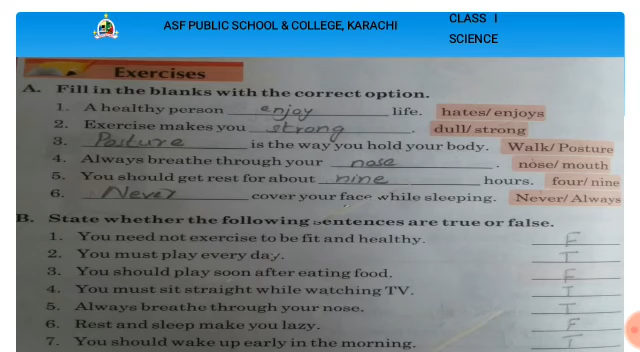 ASF PUBLIC SCHOOL & COLLEGE, KARACHI
CLASS I
SCIENCE
Exercises
A. Fill in the blanks with the correct option.
1. A healthy person enjoy life. hates/ enjoys
2. Exercise makes you strong. dull/ strong
3. Posture is the way you hold your body. Walk/ Posture
4. Always breathe through your nose. nose/ mouth
5. You should get rest for about nine hours. four/ nine
6. Never cover your face while sleeping. Never/ Always
B. State whether the following sentences are true or false.
1. You need not exercise to be fit and healthy. F
2. You must play every day. T
3. You should play soon after eating food. F
4. You must sit straight while watching TV. T
5. Always breathe through your nose. T
6. Rest and sleep make you lazy. F
7. You should wake up early in the morning. T